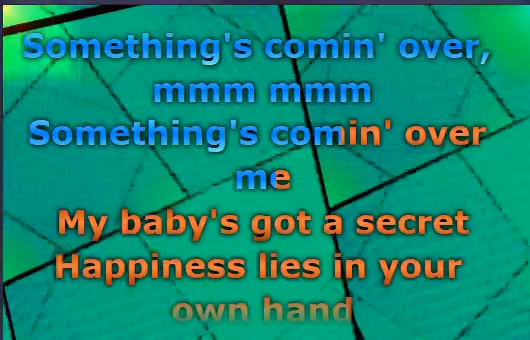 Something's comin' over,
mmm mmm
Something's comin' over
me
My baby's got a secret
Happiness lies in your
own hand